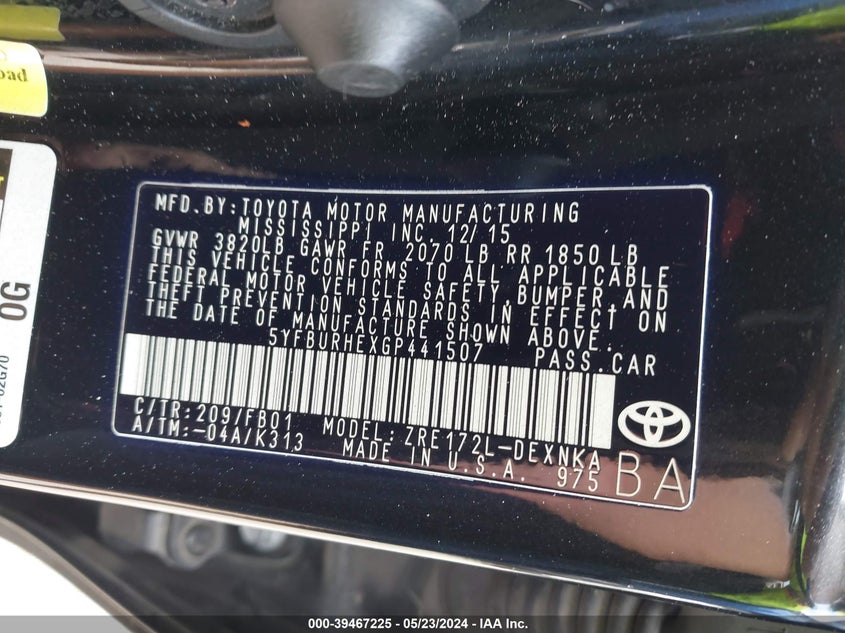 oad
0G
02G70
MFD.BY:TOYOTA MOTOR MANUFACTURING
MISSISSIPPI INC. 12/15
GVWR 3820LB GAWR FR 2070 LB RR 1850 LB
THIS VEHICLE CONFORMS TO ALL APPLICABLE
FEDERAL MOTOR VEHICLE SAFETY,BUMPER,AND
THEFT PREVENTION STANDARDS IN EFFECT ON
THE DATE OF MANUFACTURE SHOWN ABOVE.
5YFBURHEXGP441507 PASS.CAR
C/TR:209/FB01 MODEL:ZRE172L-DEXNKA
A/TM:-04A/K313 MADE IN U.S.A. 975 BA
000-39467225 - 05/23/2024 - IAA Inc.